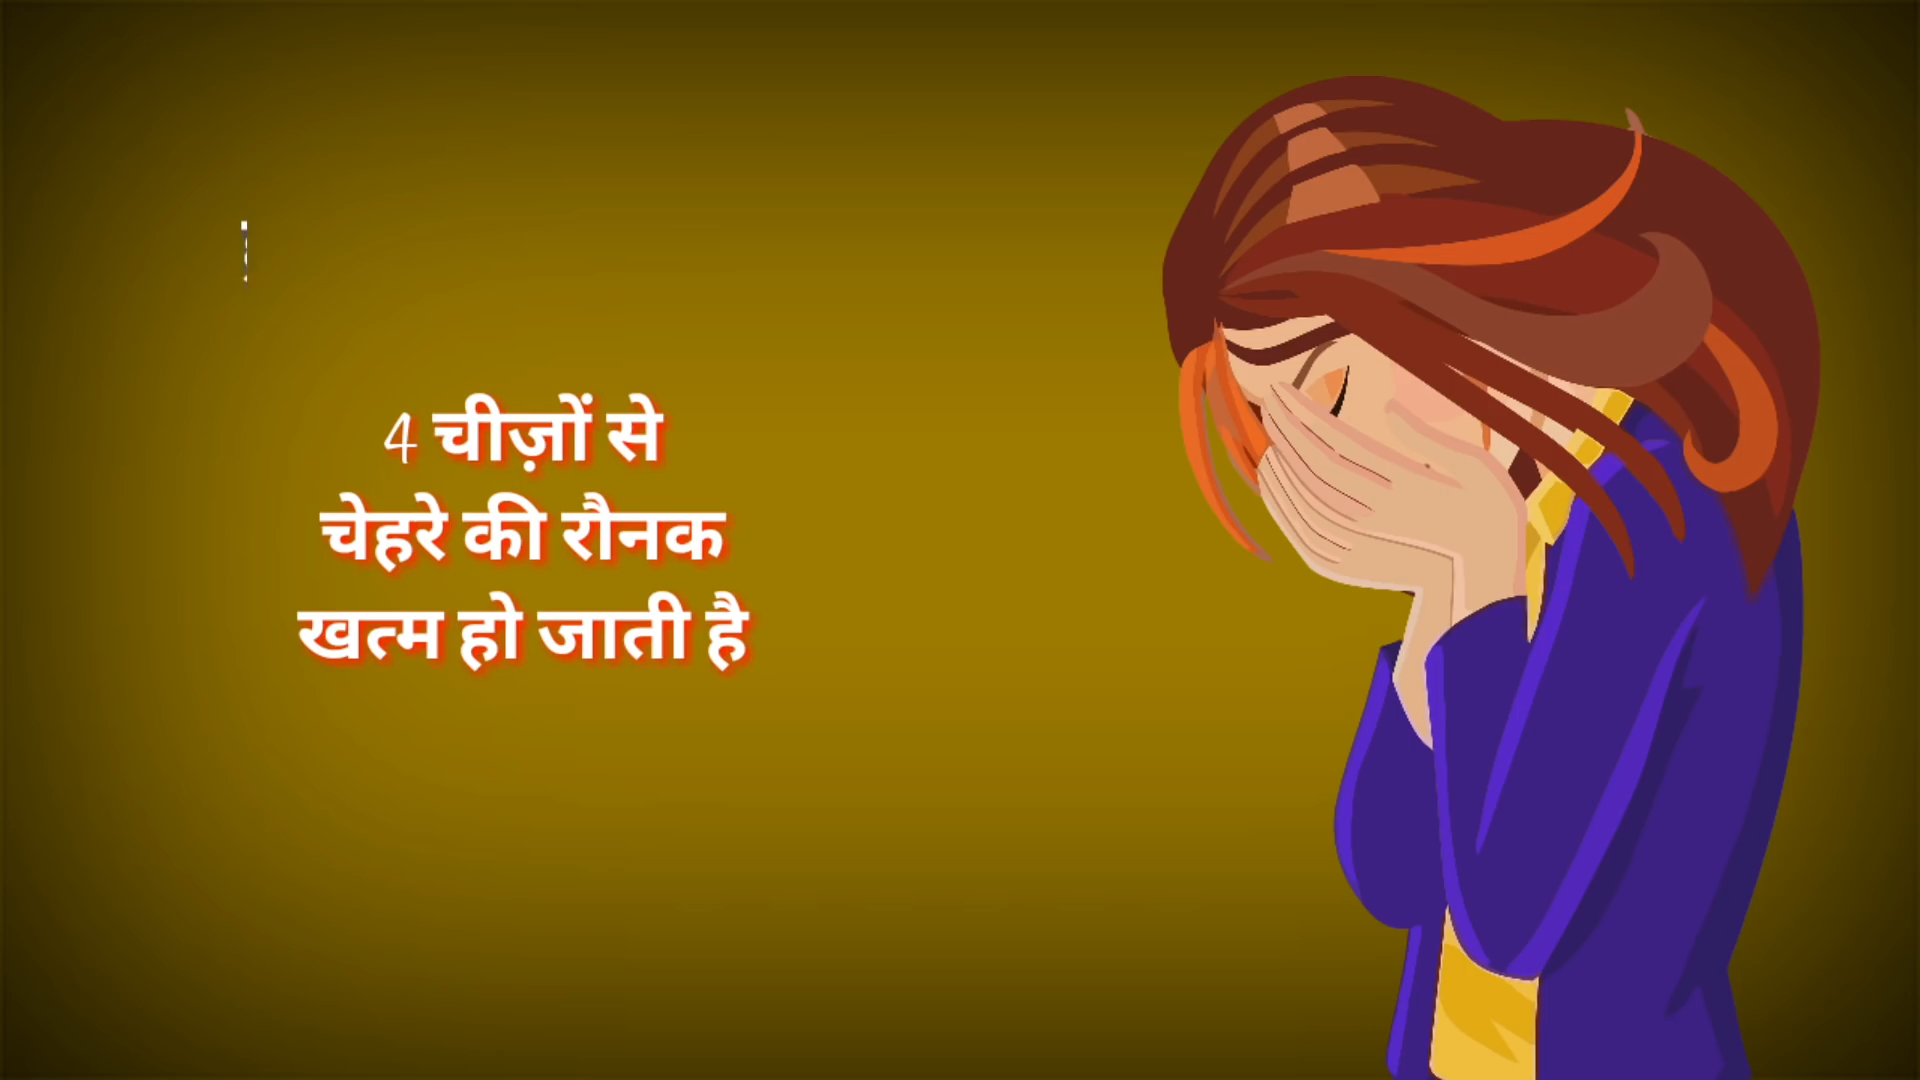 4 चीज़ों से
चेहरे की रौनक
खत्म हो जाती है